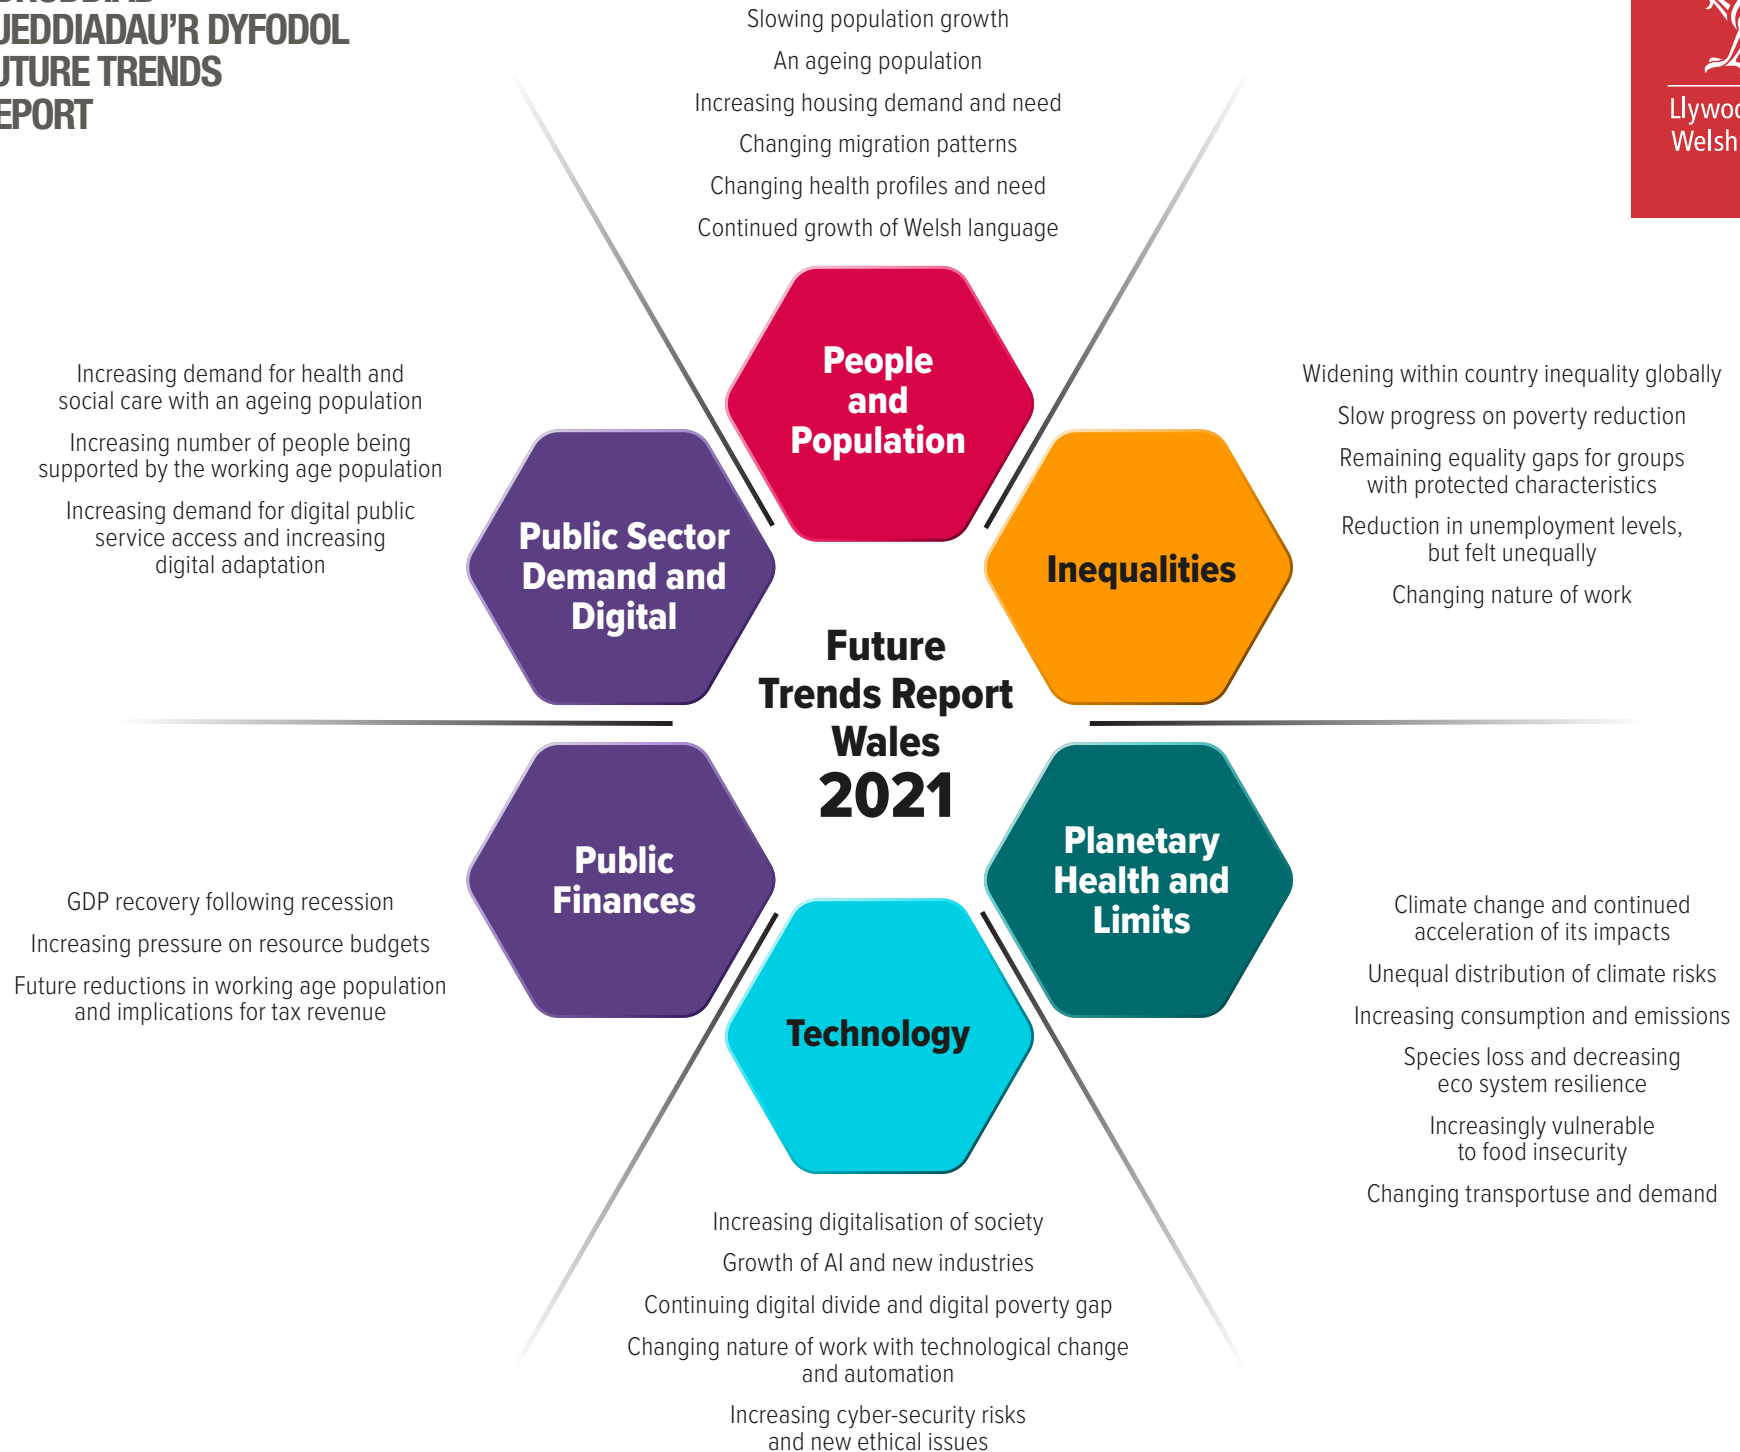 UEDDIADAU'R DYFODOL
UTURE TRENDS
EPORT
Slowing population growth
An ageing population
Increasing housing demand and need
Changing migration patterns
Changing health profiles and need
Continued growth of Welsh language
Llywod
Welsh
People
and
Population
Increasing demand for health and
social care with an ageing population
Increasing number of people being
supported by the working age population
Increasing demand for digital public
service access and increasing
digital adaptation
Public Sector
Demand and
Digital
Inequalities
Widening within country inequality globally
Slow progress on poverty reduction
Remaining equality gaps for groups
with protected characteristics
Reduction in unemployment levels,
but felt unequally
Changing nature of work
Future
Trends Report
Wales
2021
Public
Finances
GDP recovery following recession
Increasing pressure on resource budgets
Future reductions in working age population
and implications for tax revenue
Planetary
Health and
Limits
Climate change and continued
acceleration of its impacts
Unequal distribution of climate risks
Increasing consumption and emissions
Species loss and decreasing
eco system resilience
Increasingly vulnerable
to food insecurity
Changing transportuse and demand
Technology
Increasing digitalisation of society
Growth of AI and new industries
Continuing digital divide and digital poverty gap
Changing nature of work with technological change
and automation
Increasing cyber-security risks
and new ethical issues